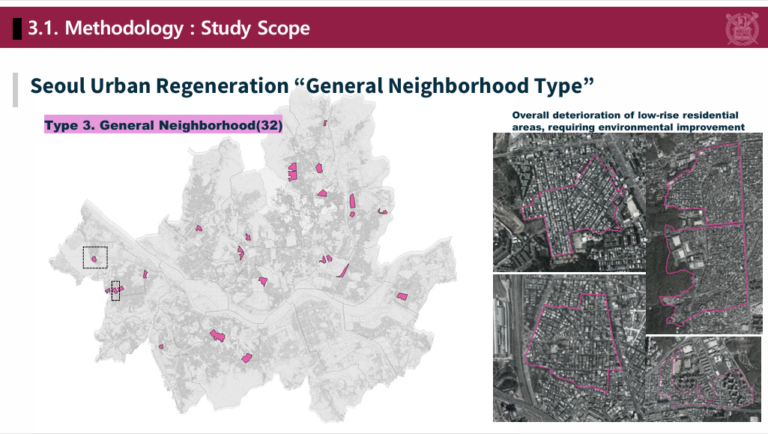 3.1. Methodology : Study Scope
Seoul Urban Regeneration “General Neighborhood Type”
Type 3. General Neighborhood(32)
Overall deterioration of low-rise residential
areas, requiring environmental improvement